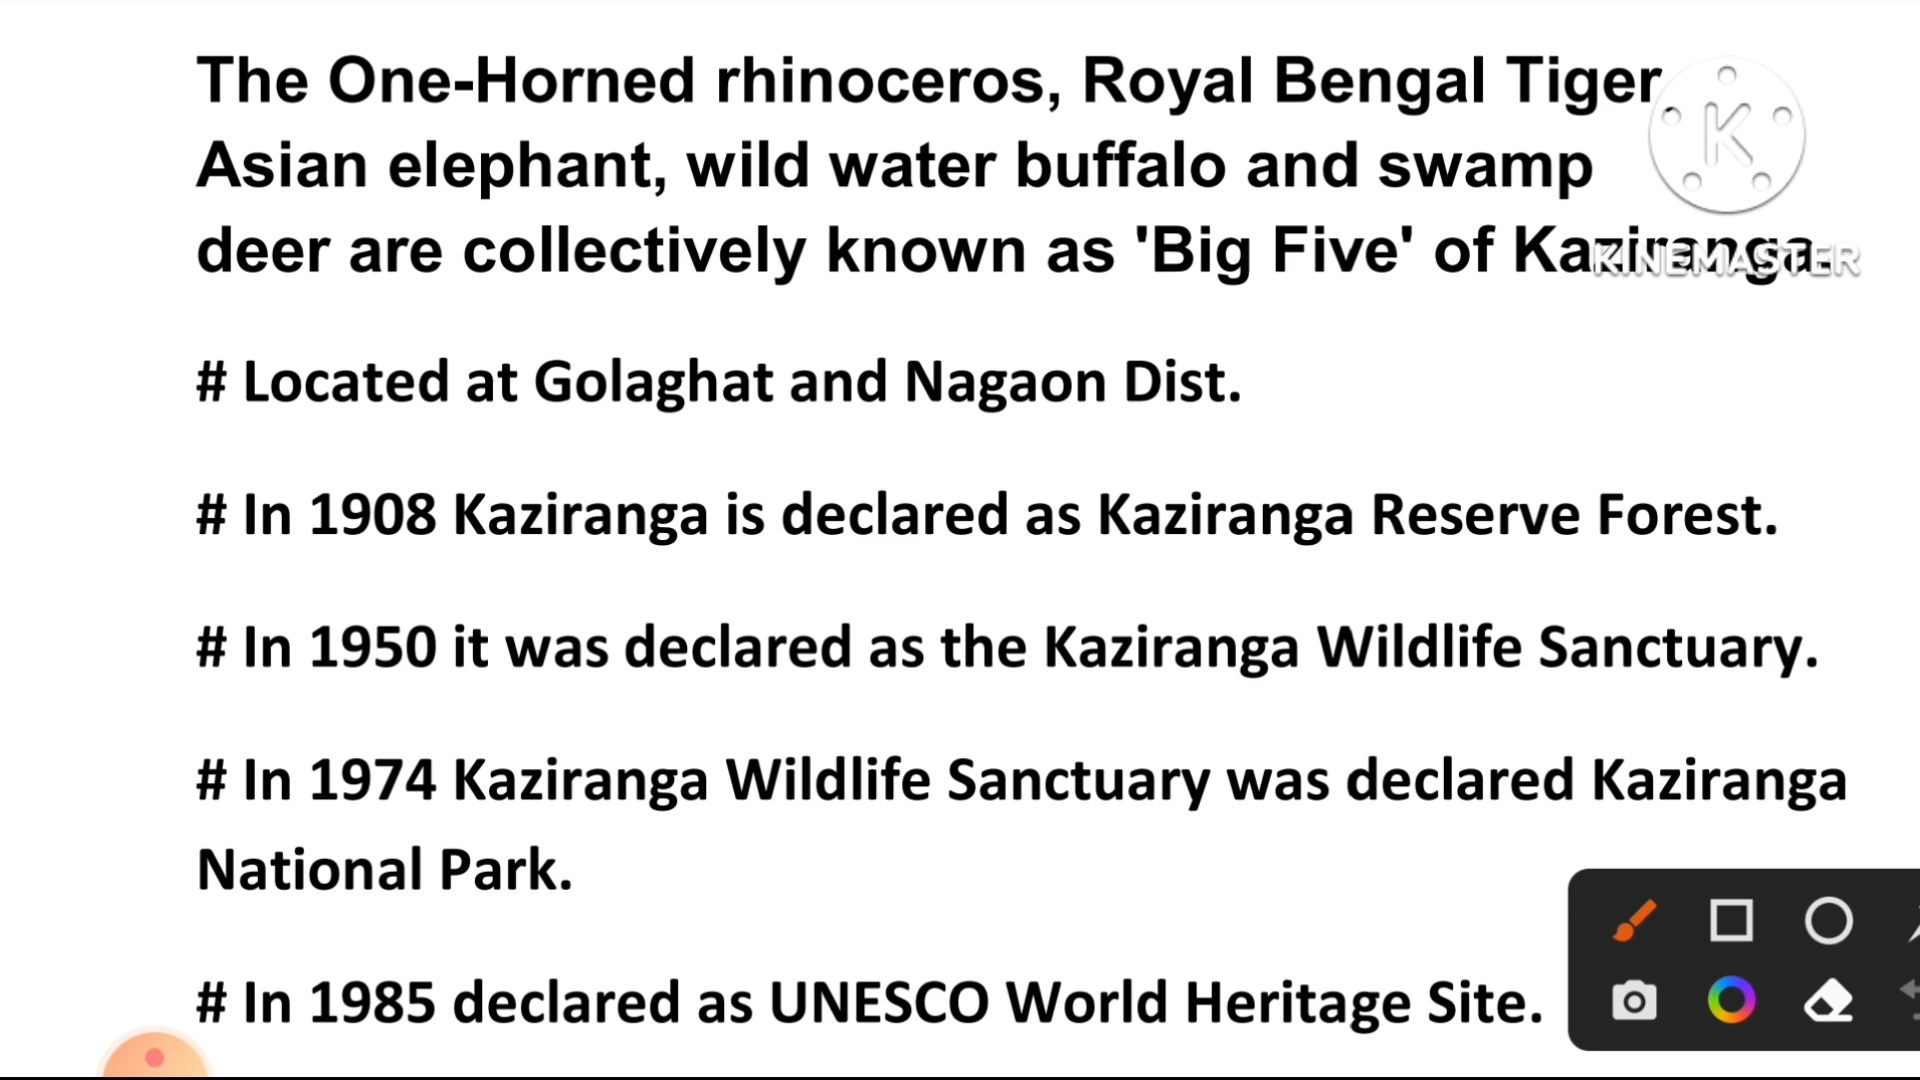 The One-Horned rhinoceros, Royal Bengal Tiger,
Asian elephant, wild water buffalo and swamp
deer are collectively known as 'Big Five' of Kaziranga.
K
KINEMASTER
# Located at Golaghat and Nagaon Dist.
# In 1908 Kaziranga is declared as Kaziranga Reserve Forest.
# In 1950 it was declared as the Kaziranga Wildlife Sanctuary.
# In 1974 Kaziranga Wildlife Sanctuary was declared Kaziranga
National Park.
# In 1985 declared as UNESCO World Heritage Site.